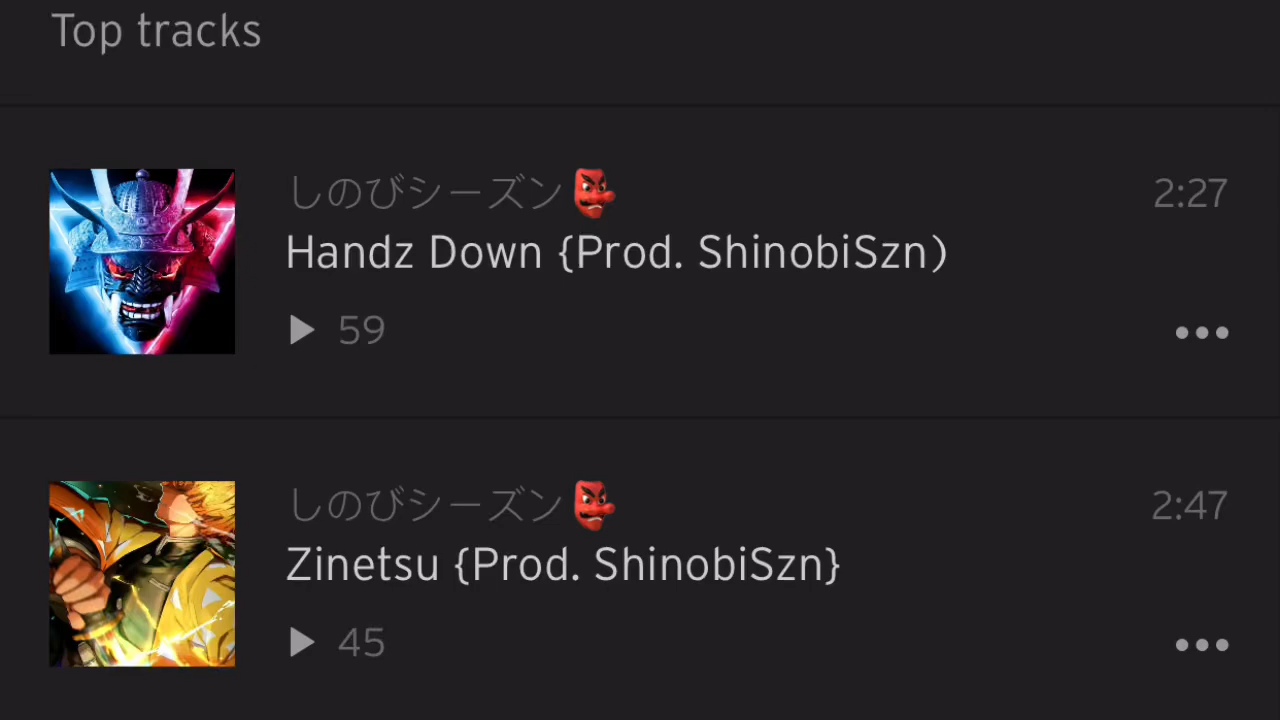 Top tracks
しのびシーズン👺 2:27
Handz Down {Prod. ShinobiSzn)
59
しのびシーズン👺 2:47
Zinetsu {Prod. ShinobiSzn}
45